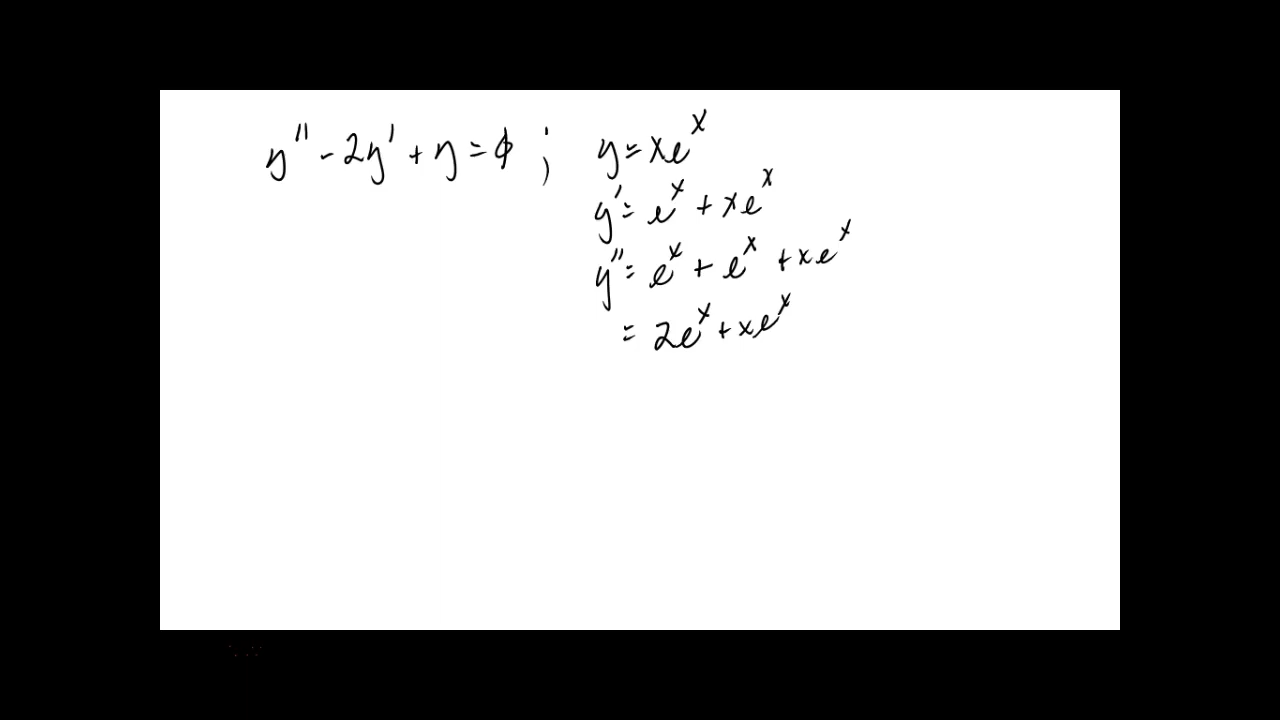 y'' - 2y' + y = ϕ ; y = xe^x
y' = e^x + xe^x
y'' = e^x + e^x + xe^x
= 2e^x + xe^x